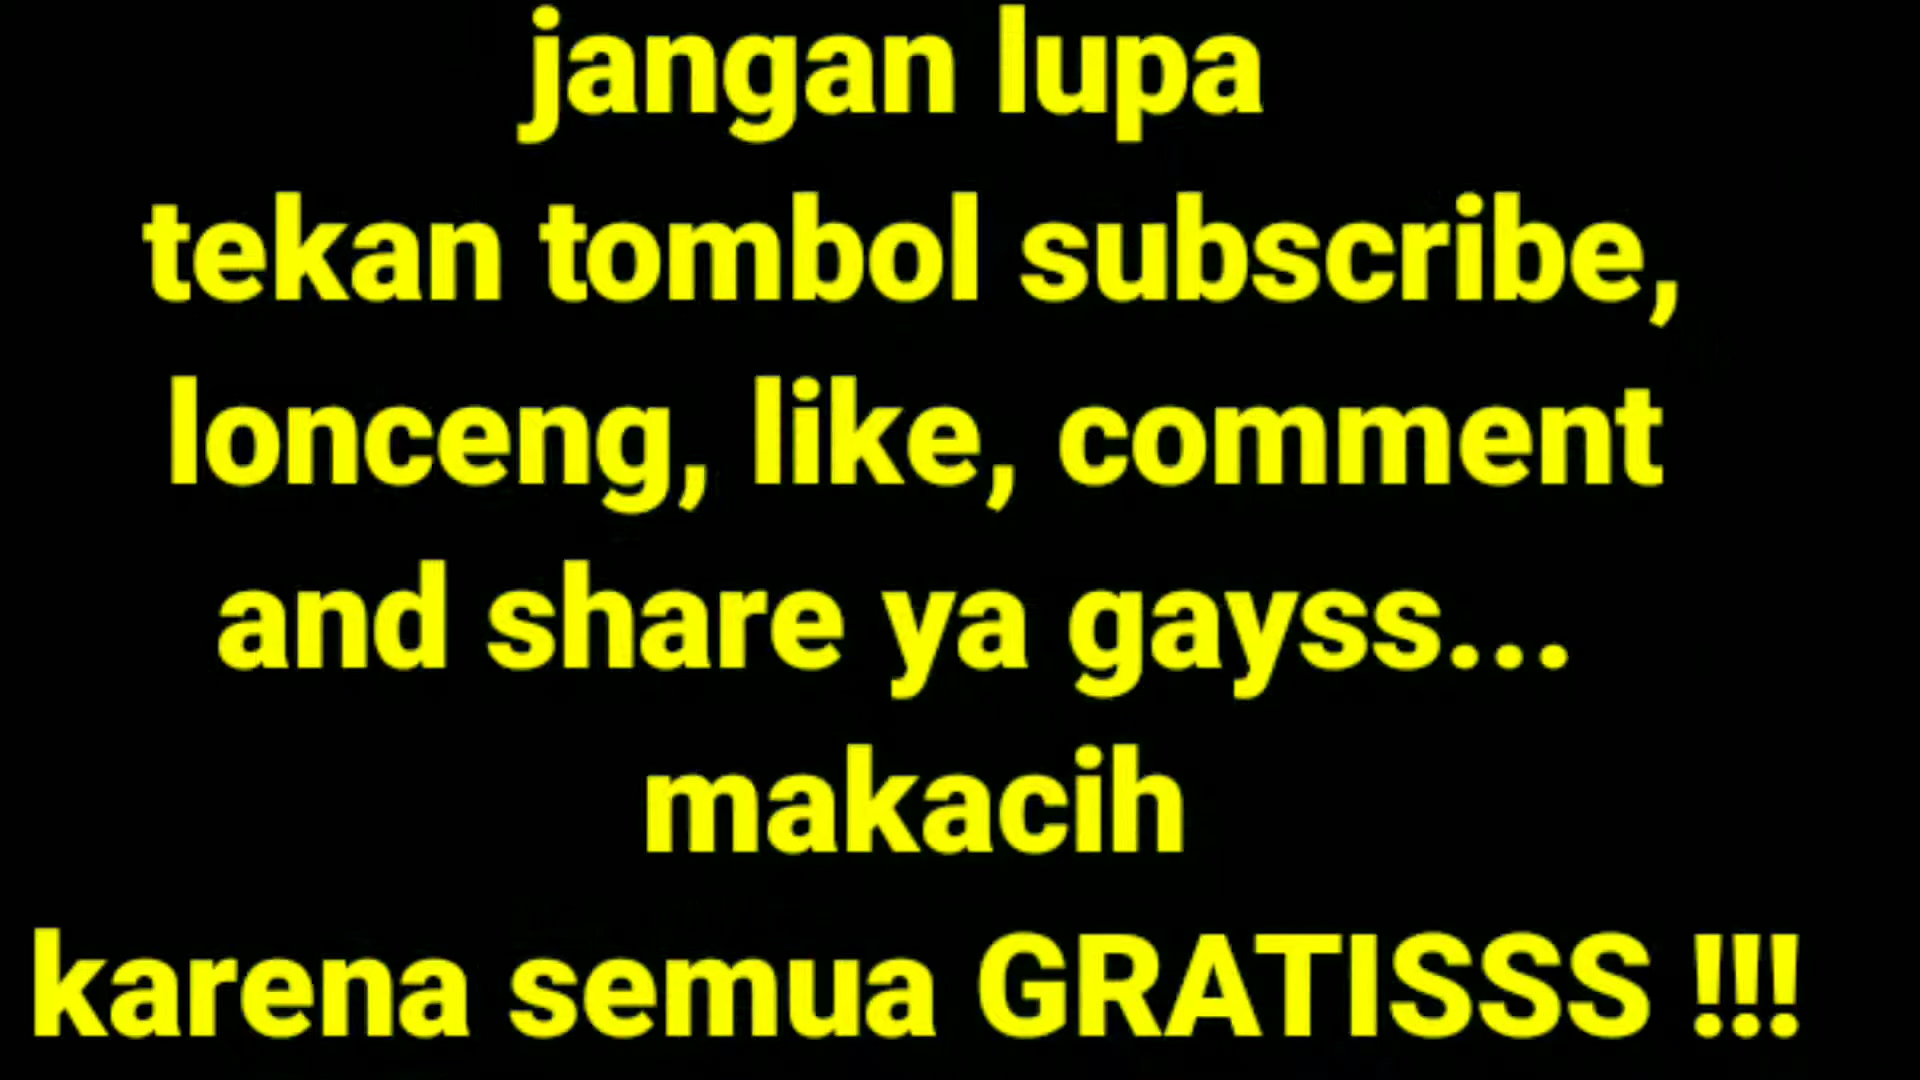 jangan lupa
tekan tombol subscribe,
lonceng, like, comment
and share ya gayss...
makacih
karena semua GRATISSS !!!